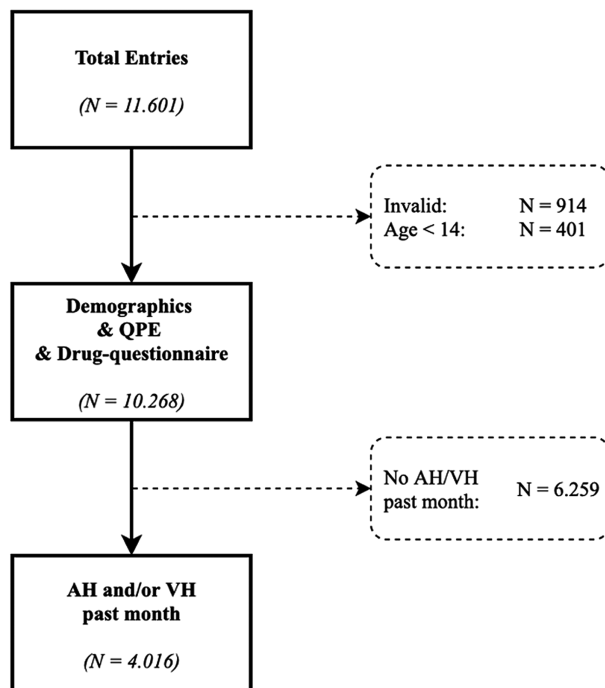 Total Entries
(N = 11.601)
Invalid: N = 914
Age < 14: N = 401
Demographics
& QPE
& Drug-questionnaire
(N = 10.268)
No AH/VH
past month: N = 6.259
AH and/or VH
past month
(N = 4.016)